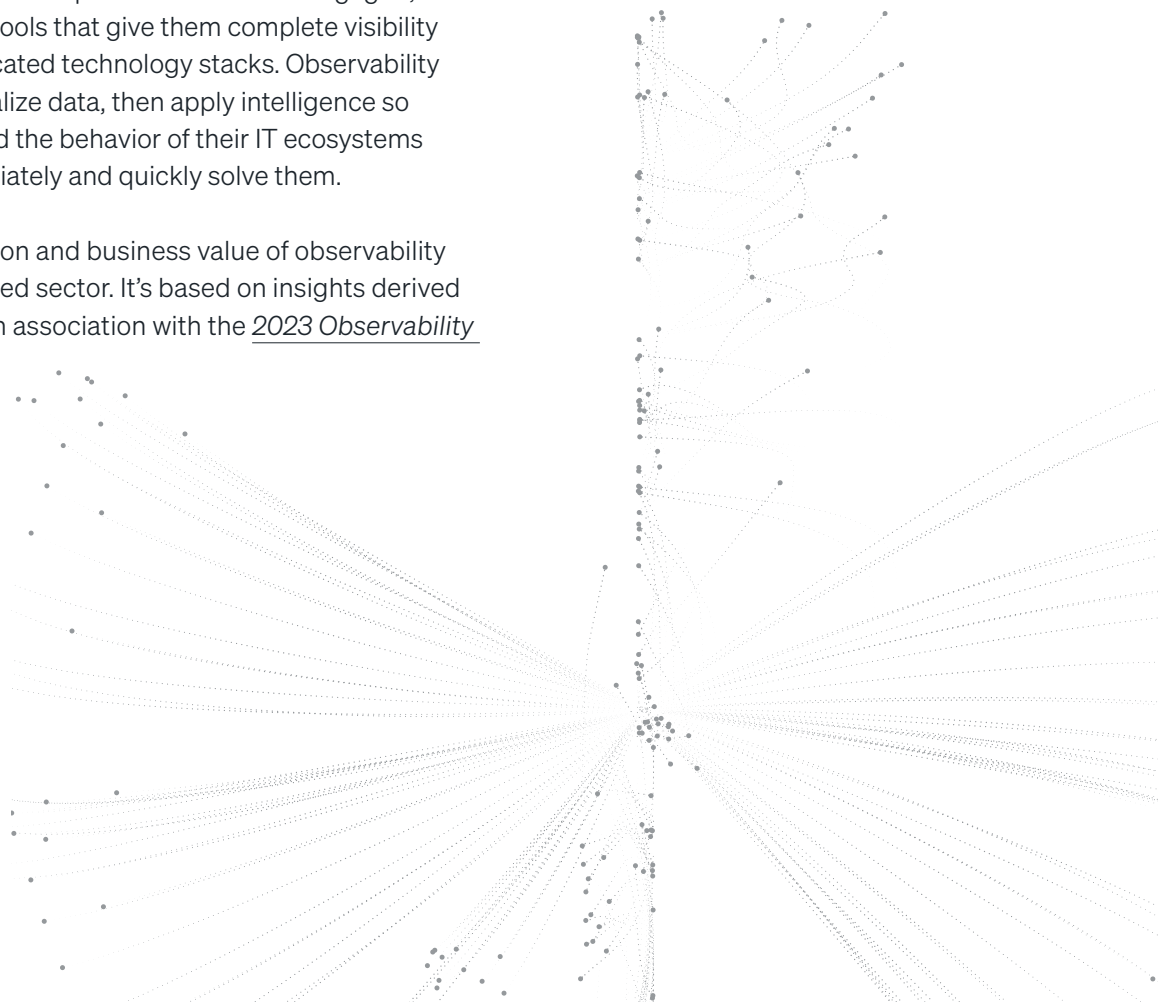 ools that give them complete visibility
cated technology stacks. Observability
alize data, then apply intelligence so
d the behavior of their IT ecosystems
iately and quickly solve them.
on and business value of observability
ed sector. It’s based on insights derived
n association with the 2023 Observability